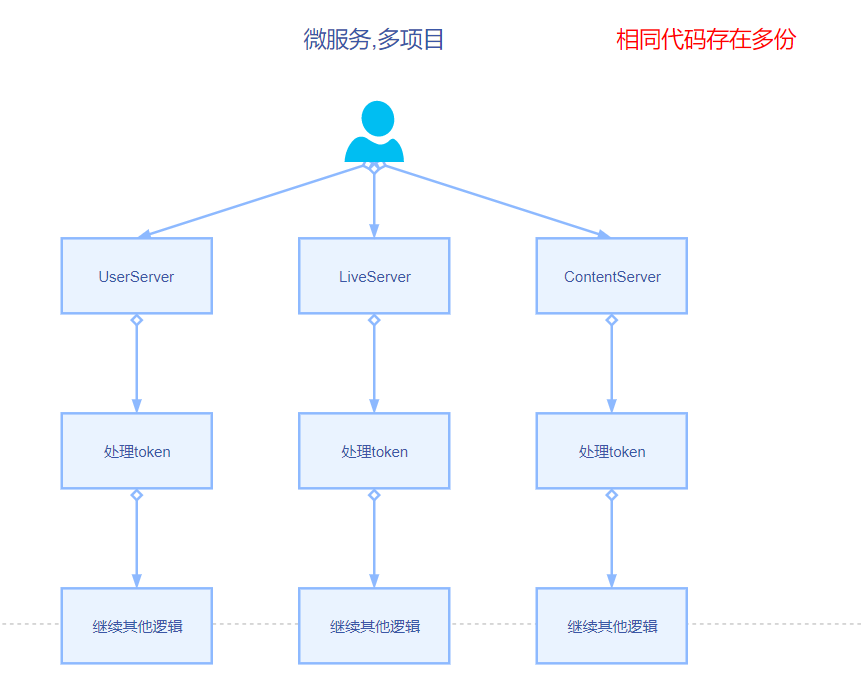 微服务,多项目
相同代码存在多份
UserServer
LiveServer
ContentServer
处理token
处理token
处理token
继续其他逻辑
继续其他逻辑
继续其他逻辑